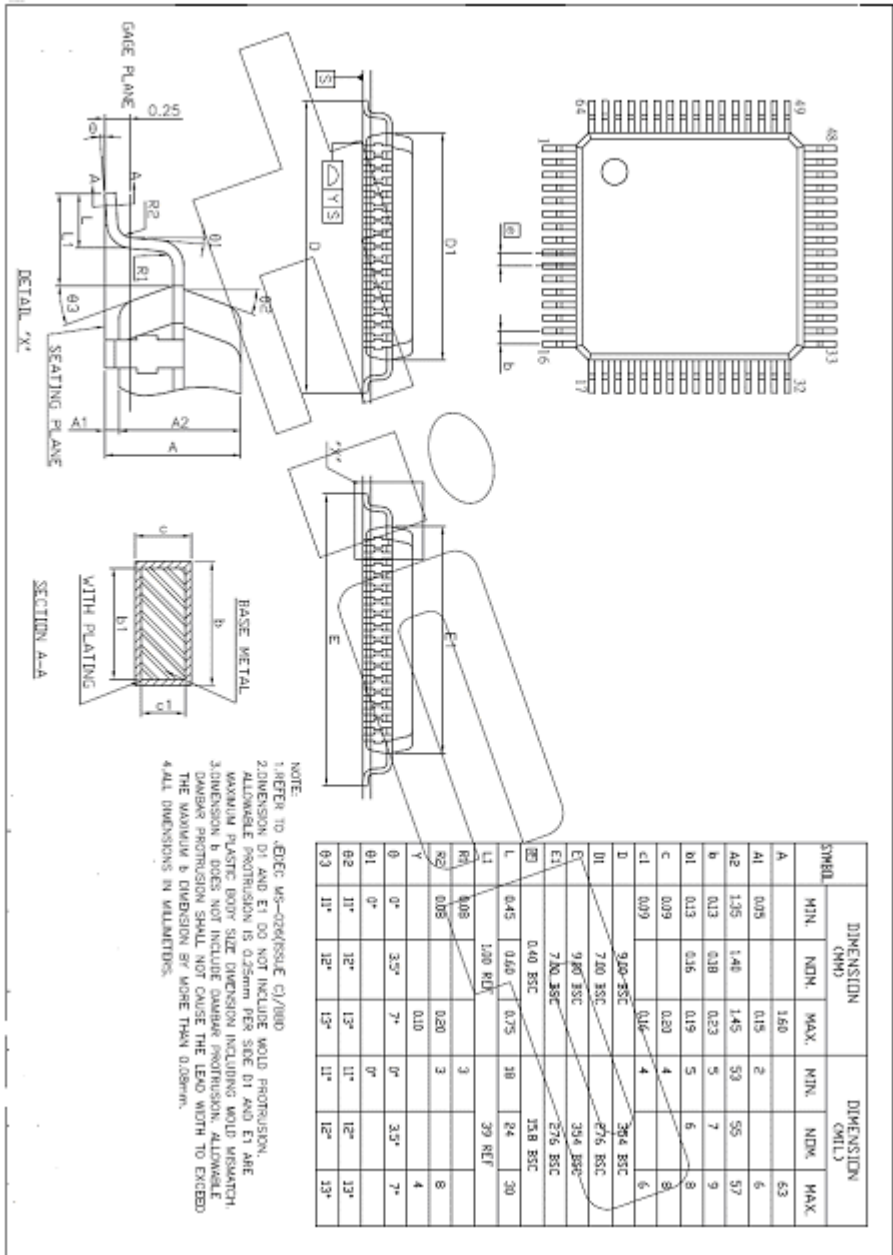 64
49
48
33
32
17
16
1
e
b
S
D1
D
Y S
GAGE PLANE
0.25
θ
A
A
R2
θ1
L
L1
R1
θ2
θ3
DETAIL "X"
SEATING PLANE
A1
A2
A
"X"
E1
E
c
b
b1
c1
BASE METAL
WITH PLATING
SECTION A-A
SYMBOL DIMENSION (MM) DIMENSION (MIL)
MIN. NOM. MAX. MIN. NOM. MAX.
A 1.60 63
A1 0.05 0.15 2 6
A2 1.35 1.40 1.45 53 55 57
b 0.13 0.18 0.23 5 7 9
b1 0.13 0.16 0.19 5 6 8
c 0.09 0.20 4 8
c1 0.09 0.16 4 6
D 9.00 BSC 354 BSC
D1 7.00 BSC 276 BSC
E 9.00 BSC 354 BSC
E1 7.00 BSC 276 BSC
e 0.40 BSC 15.8 BSC
L 0.45 0.60 0.75 18 24 30
L1 1.00 REF 39 REF
R1 0.08 3
R2 0.08 0.20 3 8
Y 0.10 4
θ 0° 3.5° 7° 0° 3.5° 7°
θ1 0° 0°
θ2 11° 12° 13° 11° 12° 13°
θ3 11° 12° 13° 11° 12° 13°
NOTE:
1.REFER TO JEDEC MS-026(ISSUE C)/BBD
2.DIMENSION D1 AND E1 DO NOT INCLUDE MOLD PROTRUSION.
ALLOWABLE PROTRUSION IS 0.25mm PER SIDE D1 AND E1 ARE
MAXIMUM PLASTIC BODY SIZE DIMENSION INCLUDING MOLD MISMATCH.
3.DIMENSION b DOES NOT INCLUDE DAMBAR PROTRUSION. ALLOWABLE
DAMBAR PROTRUSION SHALL NOT CAUSE THE LEAD WIDTH TO EXCEED
THE MAXIMUM b DIMENSION BY MORE THAN 0.08mm.
4.ALL DIMENSIONS IN MILLIMETERS.